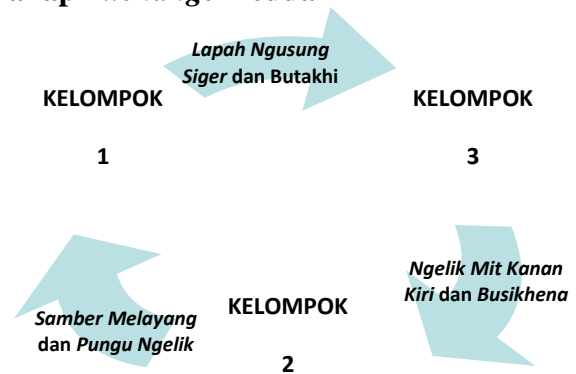 Lapah Ngusung
Siger dan Butakhi
KELOMPOK
1
KELOMPOK
3
Ngelik Mit Kanan
Kiri dan Busikhena
KELOMPOK
2
Samber Melayang
dan Pungu Ngelik